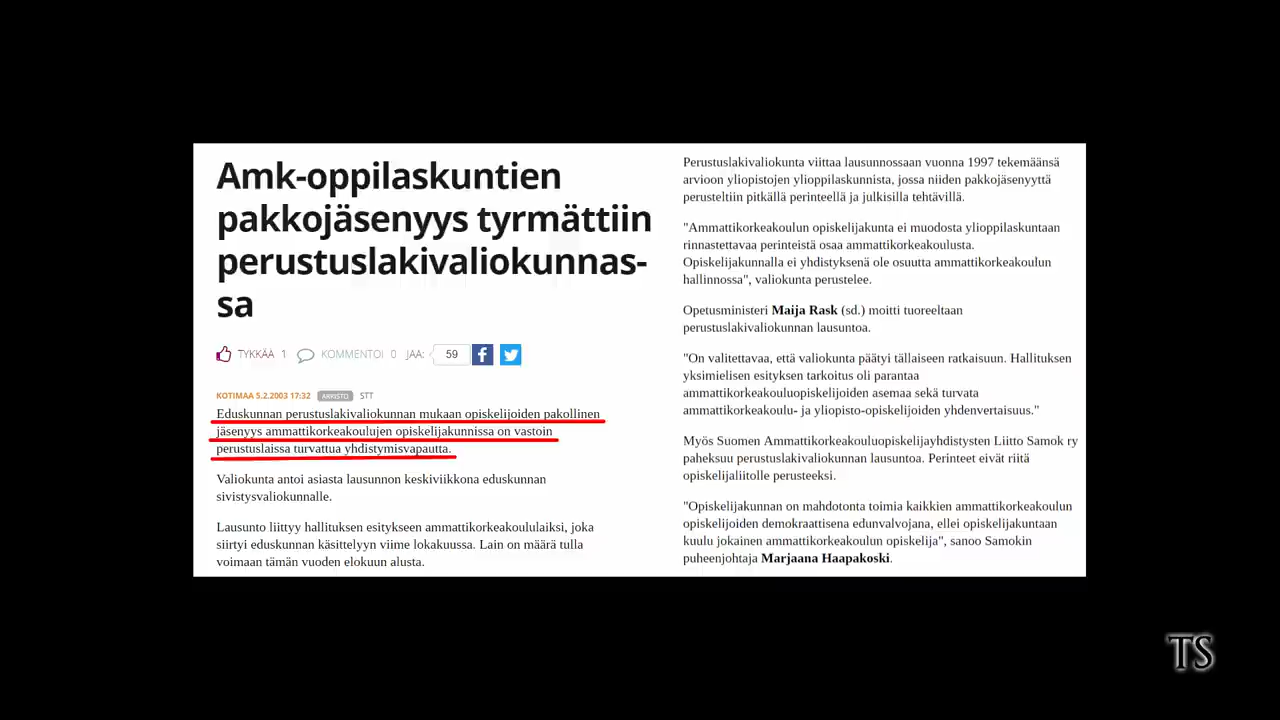 Amk-oppilaskuntien
pakkojäsenyys tyrmättiin
perustuslakivaliokunnas-
sa
TYKKÄÄ 1 KOMMENTOI 0 JAA: 59
KOTIMAA 5.2.2003 17:32 ARKISTO STT
Eduskunnan perustuslakivaliokunnan mukaan opiskelijoiden pakollinen
jäsenyys ammattikorkeakoulujen opiskelijakunnissa on vastoin
perustuslaissa turvattua yhdistymisvapautta.
Valiokunta antoi asiasta lausunnon keskiviikkona eduskunnan
sivistysvaliokunnalle.
Lausunto liittyy hallituksen esitykseen ammattikorkeakoululaiksi, joka
siirtyi eduskunnan käsittelyyn viime lokakuussa. Lain on määrä tulla
voimaan tämän vuoden elokuun alusta.
Perustuslakivaliokunta viittaa lausunnossaan vuonna 1997 tekemäänsä
arvioon yliopistojen ylioppilaskunnista, jossa niiden pakkojäsenyyttä
perusteltiin pitkällä perinteellä ja julkisilla tehtävillä.
"Ammattikorkeakoulun opiskelijakunta ei muodosta ylioppilaskuntaan
rinnastettavaa perinteistä osaa ammattikorkeakoulusta.
Opiskelijakunnalla ei yhdistyksenä ole osuutta ammattikorkeakoulun
hallinnossa", valiokunta perustelee.
Opetusministeri Maija Rask (sd.) moitti tuoreeltaan
perustuslakivaliokunnan lausuntoa.
"On valitettavaa, että valiokunta päätyi tällaiseen ratkaisuun. Hallituksen
yksimielisen esityksen tarkoitus oli parantaa
ammattikorkeakouluopiskelijoiden asemaa sekä turvata
ammattikorkeakoulu- ja yliopisto-opiskelijoiden yhdenvertaisuus."
Myös Suomen Ammattikorkeakouluopiskelijayhdistysten Liitto Samok ry
paheksuu perustuslakivaliokunnan lausuntoa. Perinteet eivät riitä
opiskelijaliitolle perusteeksi.
"Opiskelijakunnan on mahdotonta toimia kaikkien ammattikorkeakoulun
opiskelijoiden demokraattisena edunvalvojana, ellei opiskelijakuntaan
kuulu jokainen ammattikorkeakoulun opiskelija", sanoo Samokin
puheenjohtaja Marjaana Haapakoski.
TS